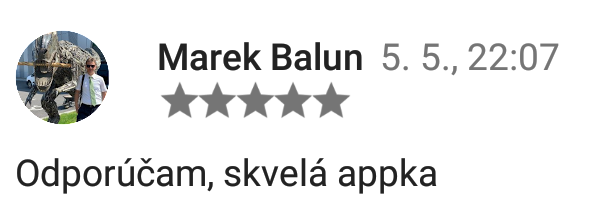 Marek Balun 5. 5., 22:07
Odporúčam, skvelá appka